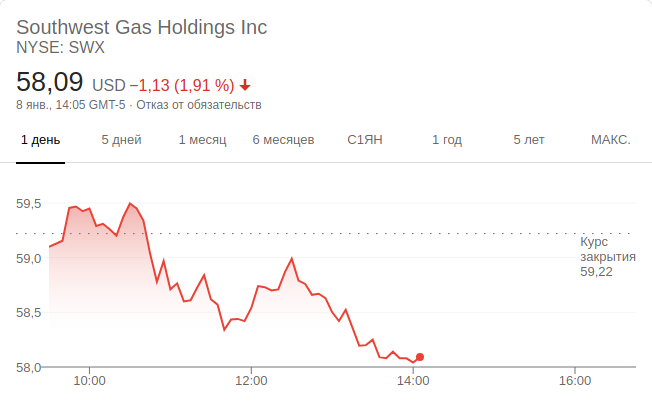 Southwest Gas Holdings Inc
NYSE: SWX
58,09 USD −1,13 (1,91 %)
8 янв., 14:05 GMT-5 · Отказ от обязательств
1 день 5 дней 1 месяц 6 месяцев С1ЯН 1 год 5 лет МАКС.
59,5
Курс
закрытия
59,0
59,22
58,5
58,0
10:00 12:00 14:00 16:00